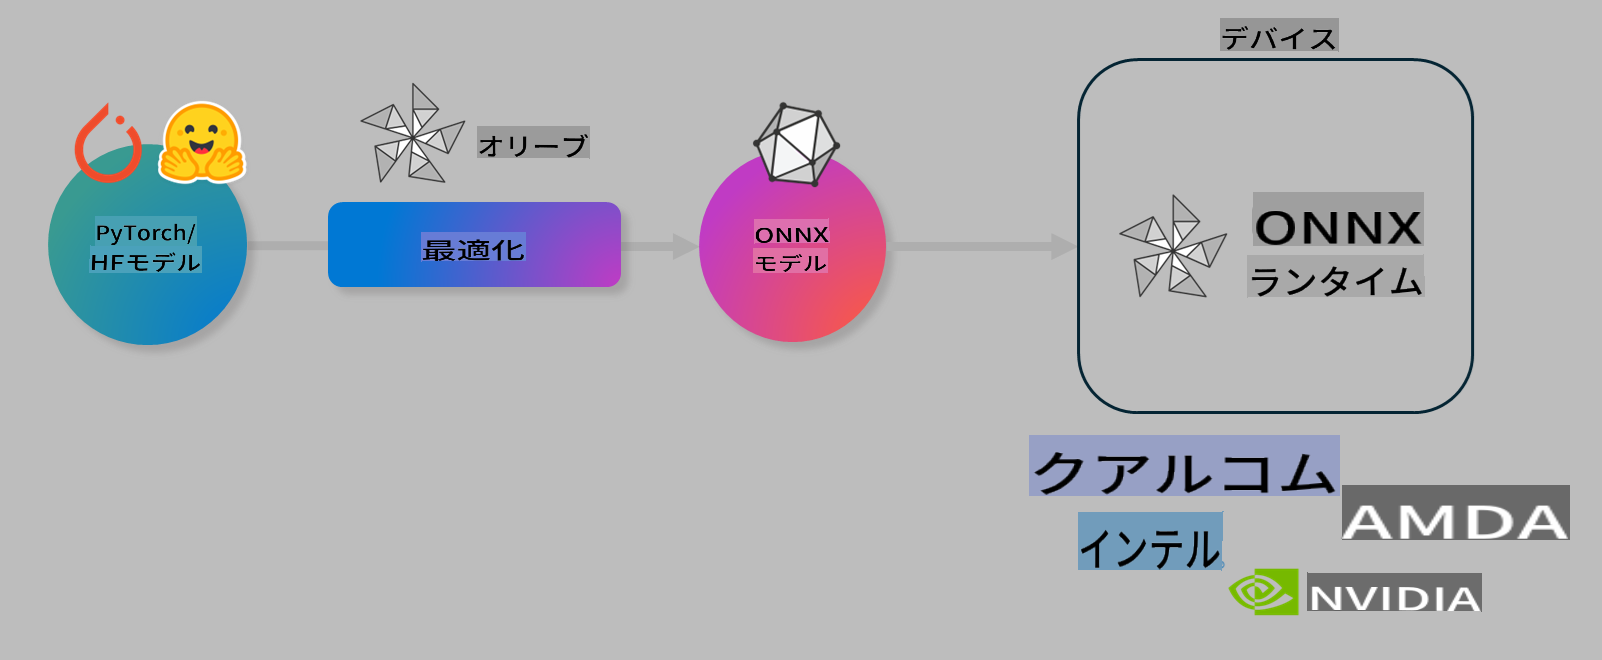 デバイス
オリーブ
PyTorch/
HFモデル
最適化
ONNX
モデル
ONNX
ランタイム
クアルコム
AMDA
インテル
NVIDIA